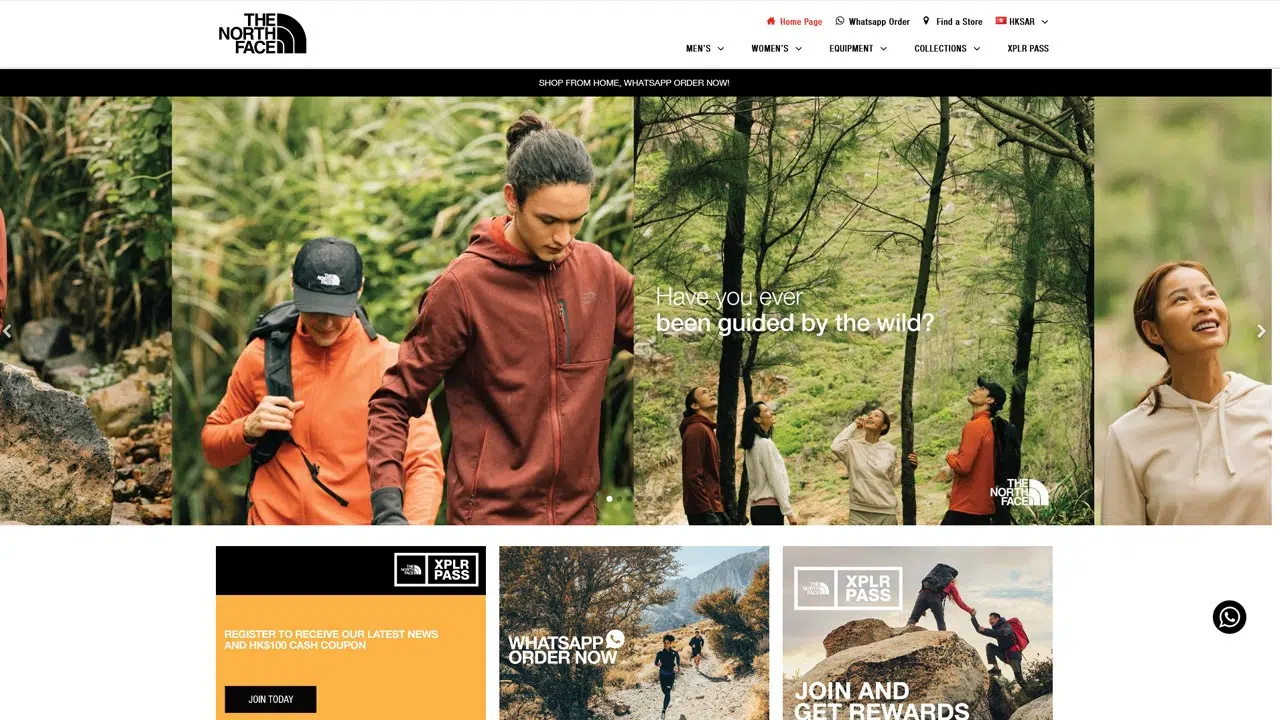 THE
NORTH
FACE
Home Page
Whatsapp Order
Find a Store
HKSAR
MEN'S
WOMEN'S
EQUIPMENT
COLLECTIONS
XPLR PASS
SHOP FROM HOME, WHATSAPP ORDER NOW!
THE
NORTH
FACE
Have you ever
been guided by the wild?
THE
NORTH
FACE
THE
NORTH
FACE
XPLR
PASS
REGISTER TO RECEIVE OUR LATEST NEWS
AND HK$100 CASH COUPON
JOIN TODAY
WHATSAPP
ORDER NOW
THE
NORTH
FACE
XPLR
PASS
JOIN AND
GET REWARDS